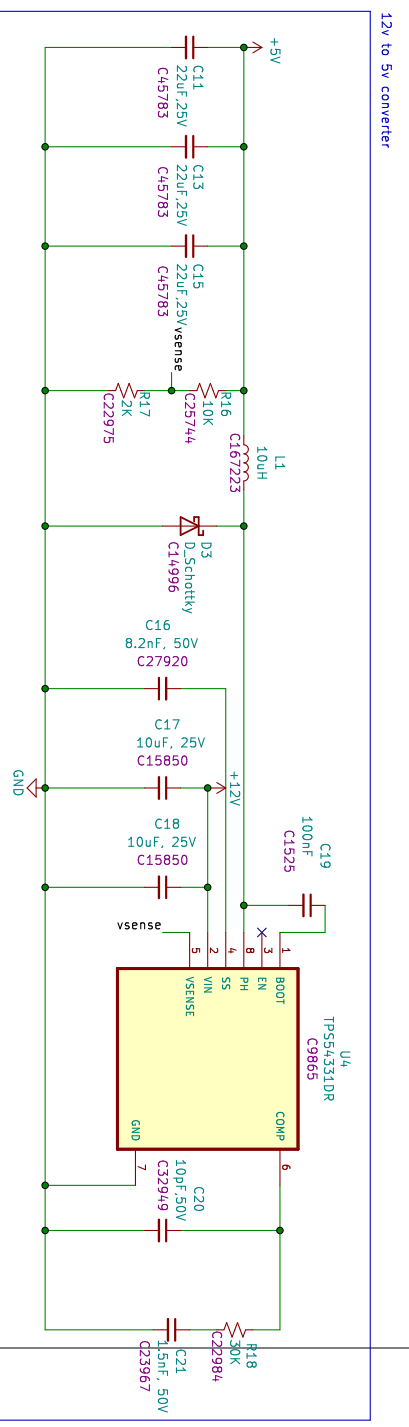 12v to 5v converter
+5V
C11
22uF,25V
C45783
C13
22uF,25V
C45783
C15
22uF,25V
C45783
vsense
R16
10K
C25744
R17
2K
C22975
L1
10uH
C167223
D3
D_Schottky
C14996
C16
8.2nF, 50V
C27920
C17
10uF, 25V
C15850
+12V
GND
C18
10uF, 25V
C15850
C19
100nF
C1525
vsense
5
2
4
8
3
1
VSENSE
VIN
SS
PH
EN
BOOT
U4
TPS54331DR
C9865
GND
COMP
7
6
C20
10pF,50V
C32949
R18
30K
C22984
C21
1.5nF, 50V
C23967